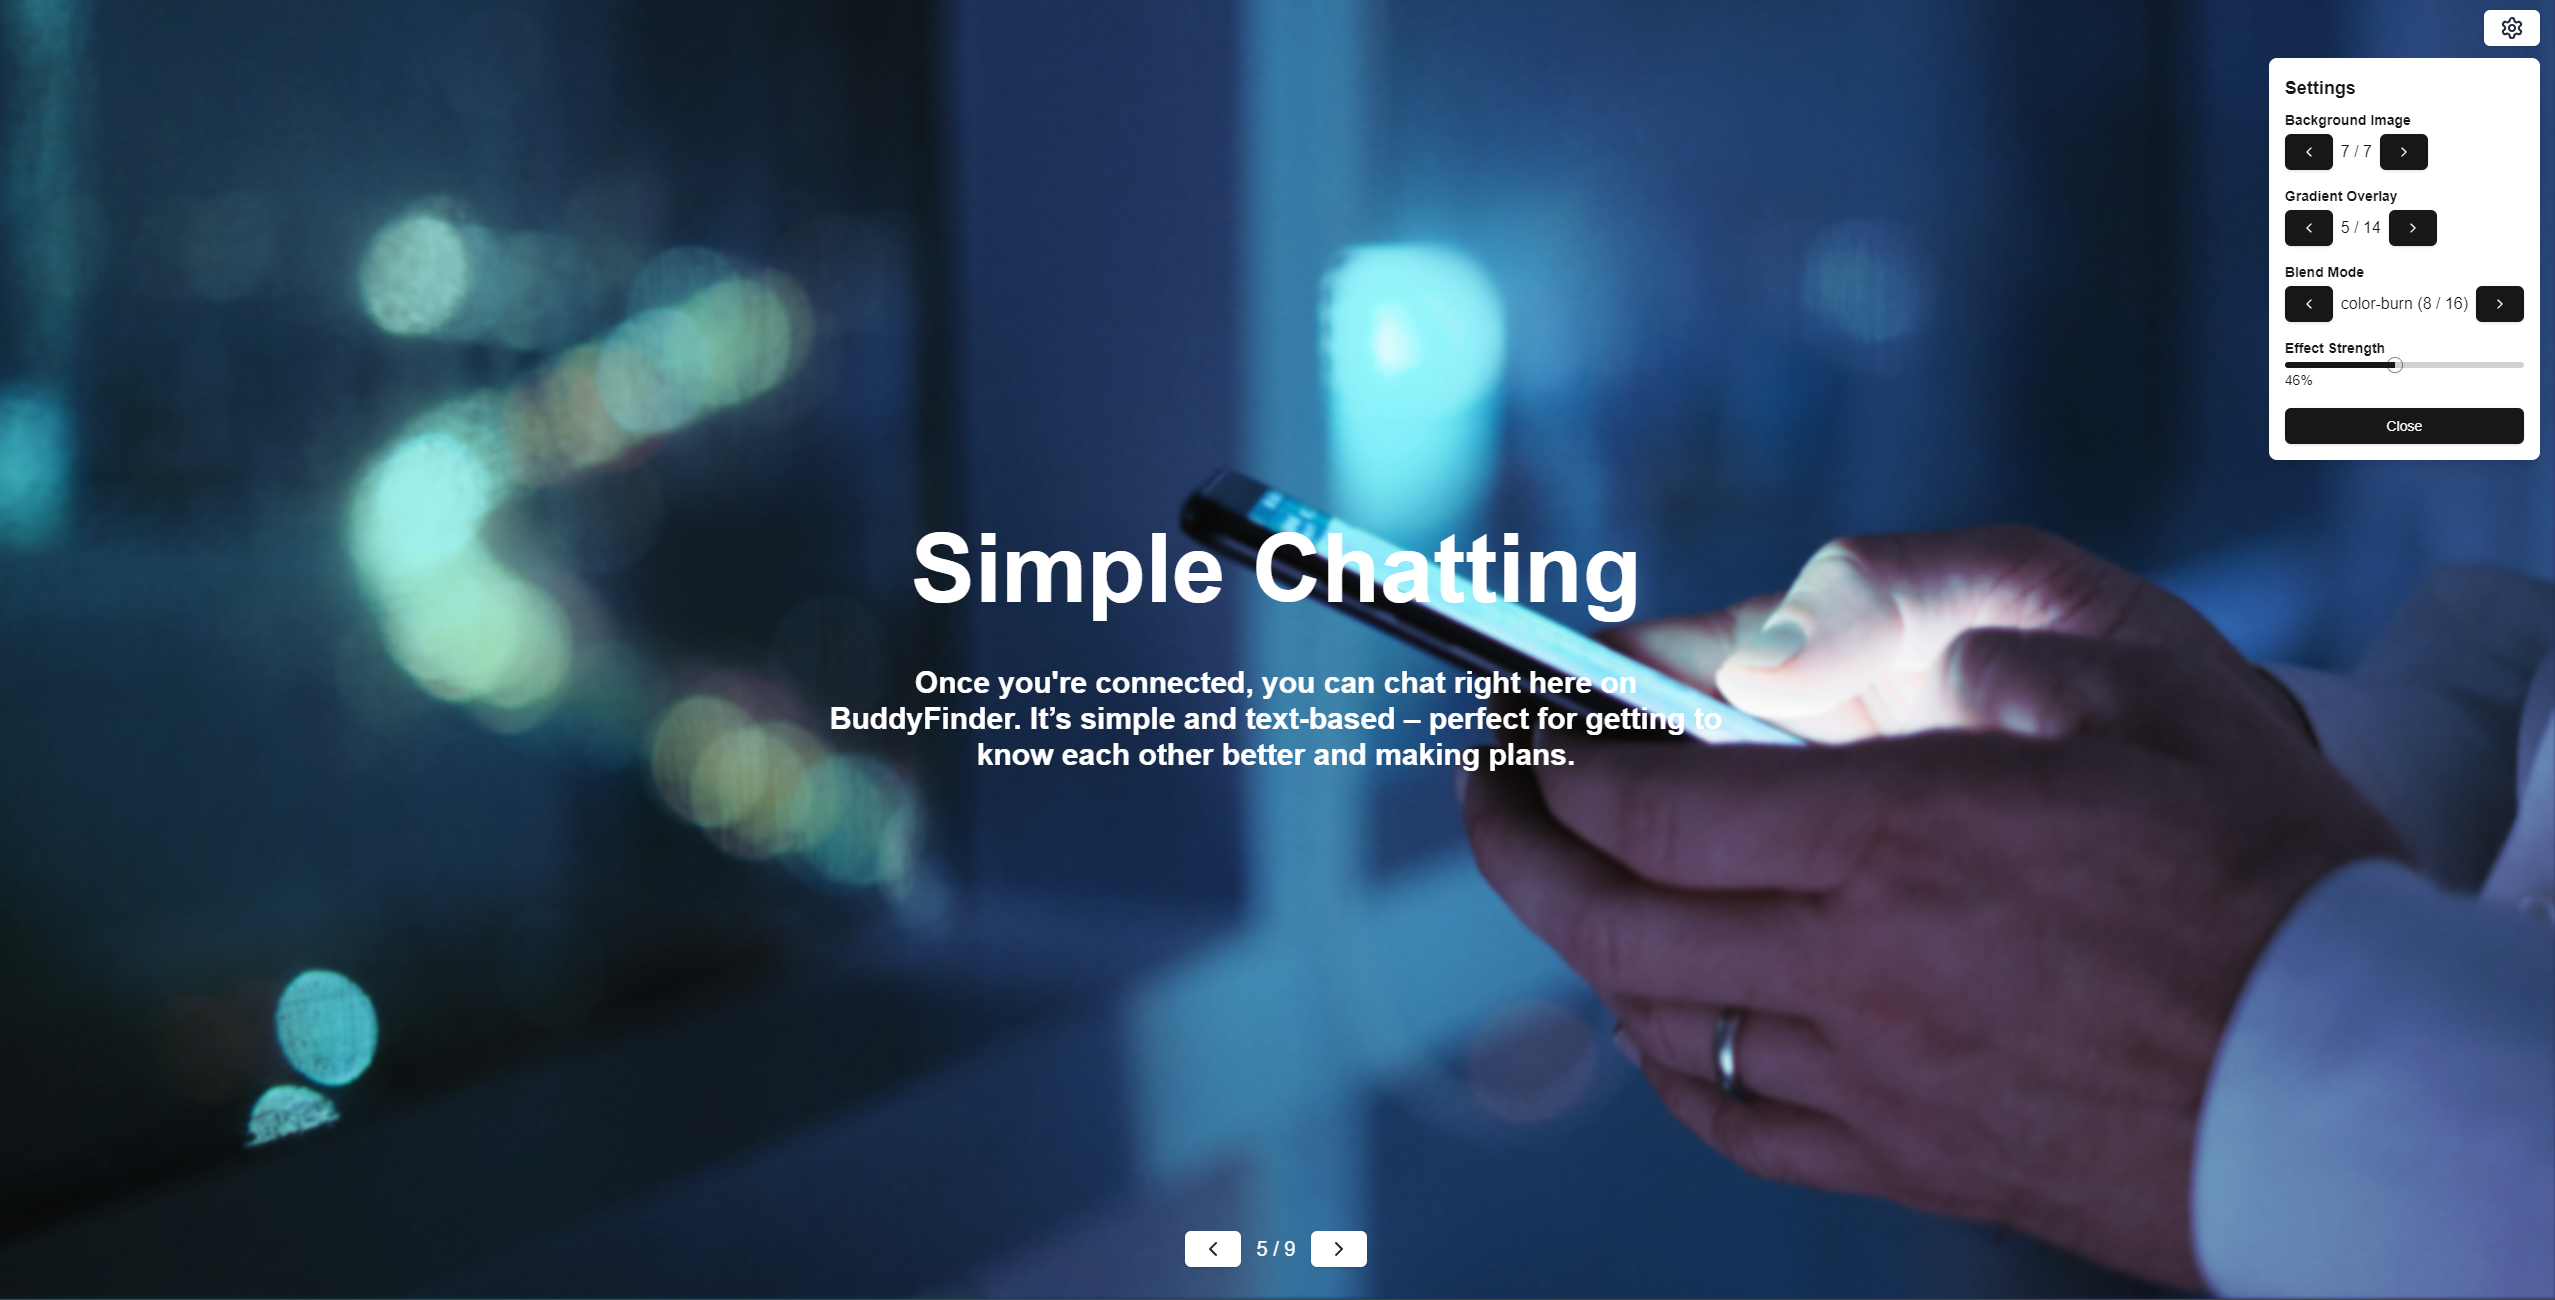 Settings
Background Image
7 / 7
Gradient Overlay
5 / 14
Blend Mode
color-burn (8 / 16)
Effect Strength
46%
Close
Simple Chatting
Once you're connected, you can chat right here on
BuddyFinder. It’s simple and text-based – perfect for getting to
know each other better and making plans.
5 / 9